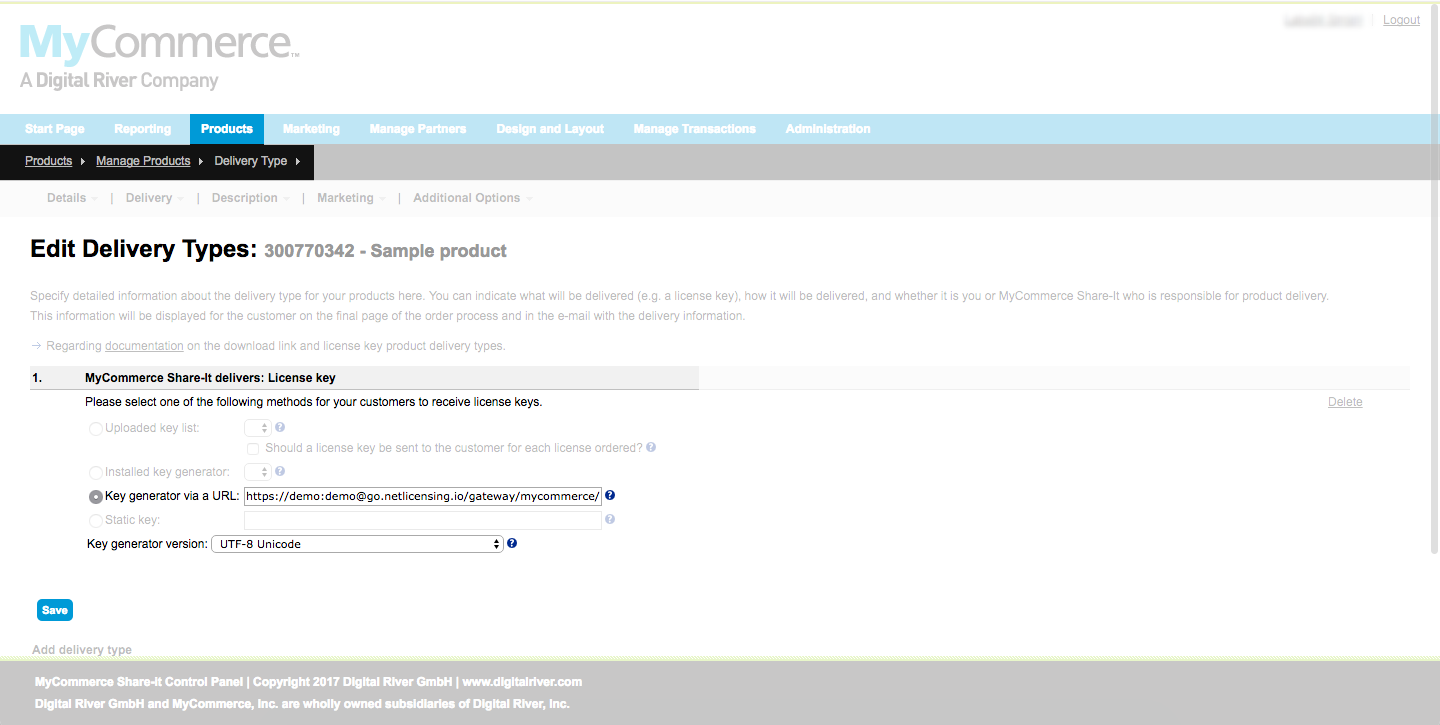 Logout
MyCommerce™
A Digital River Company
Start Page Reporting Products Marketing Manage Partners Design and Layout Manage Transactions Administration
Products Manage Products Delivery Type
Details | Delivery | Description | Marketing | Additional Options
Edit Delivery Types: 300770342 - Sample product
Specify detailed information about the delivery type for your products here. You can indicate what will be delivered (e.g. a license key), how it will be delivered, and whether it is you or MyCommerce Share-It who is responsible for product delivery.
This information will be displayed for the customer on the final page of the order process and in the e-mail with the delivery information.
→ Regarding documentation on the download link and license key product delivery types.
1. MyCommerce Share-It delivers: License key
Please select one of the following methods for your customers to receive license keys. Delete
Uploaded key list: ?
Should a license key be sent to the customer for each license ordered? ?
Installed key generator: ?
Key generator via a URL: https://demo:demo@go.netlicensing.io/gateway/mycommerce/ ?
Static key: ?
Key generator version: UTF-8 Unicode ?
Save
Add delivery type
MyCommerce Share-It Control Panel | Copyright 2017 Digital River GmbH | www.digitalriver.com
Digital River GmbH and MyCommerce, Inc. are wholly owned subsidiaries of Digital River, Inc.